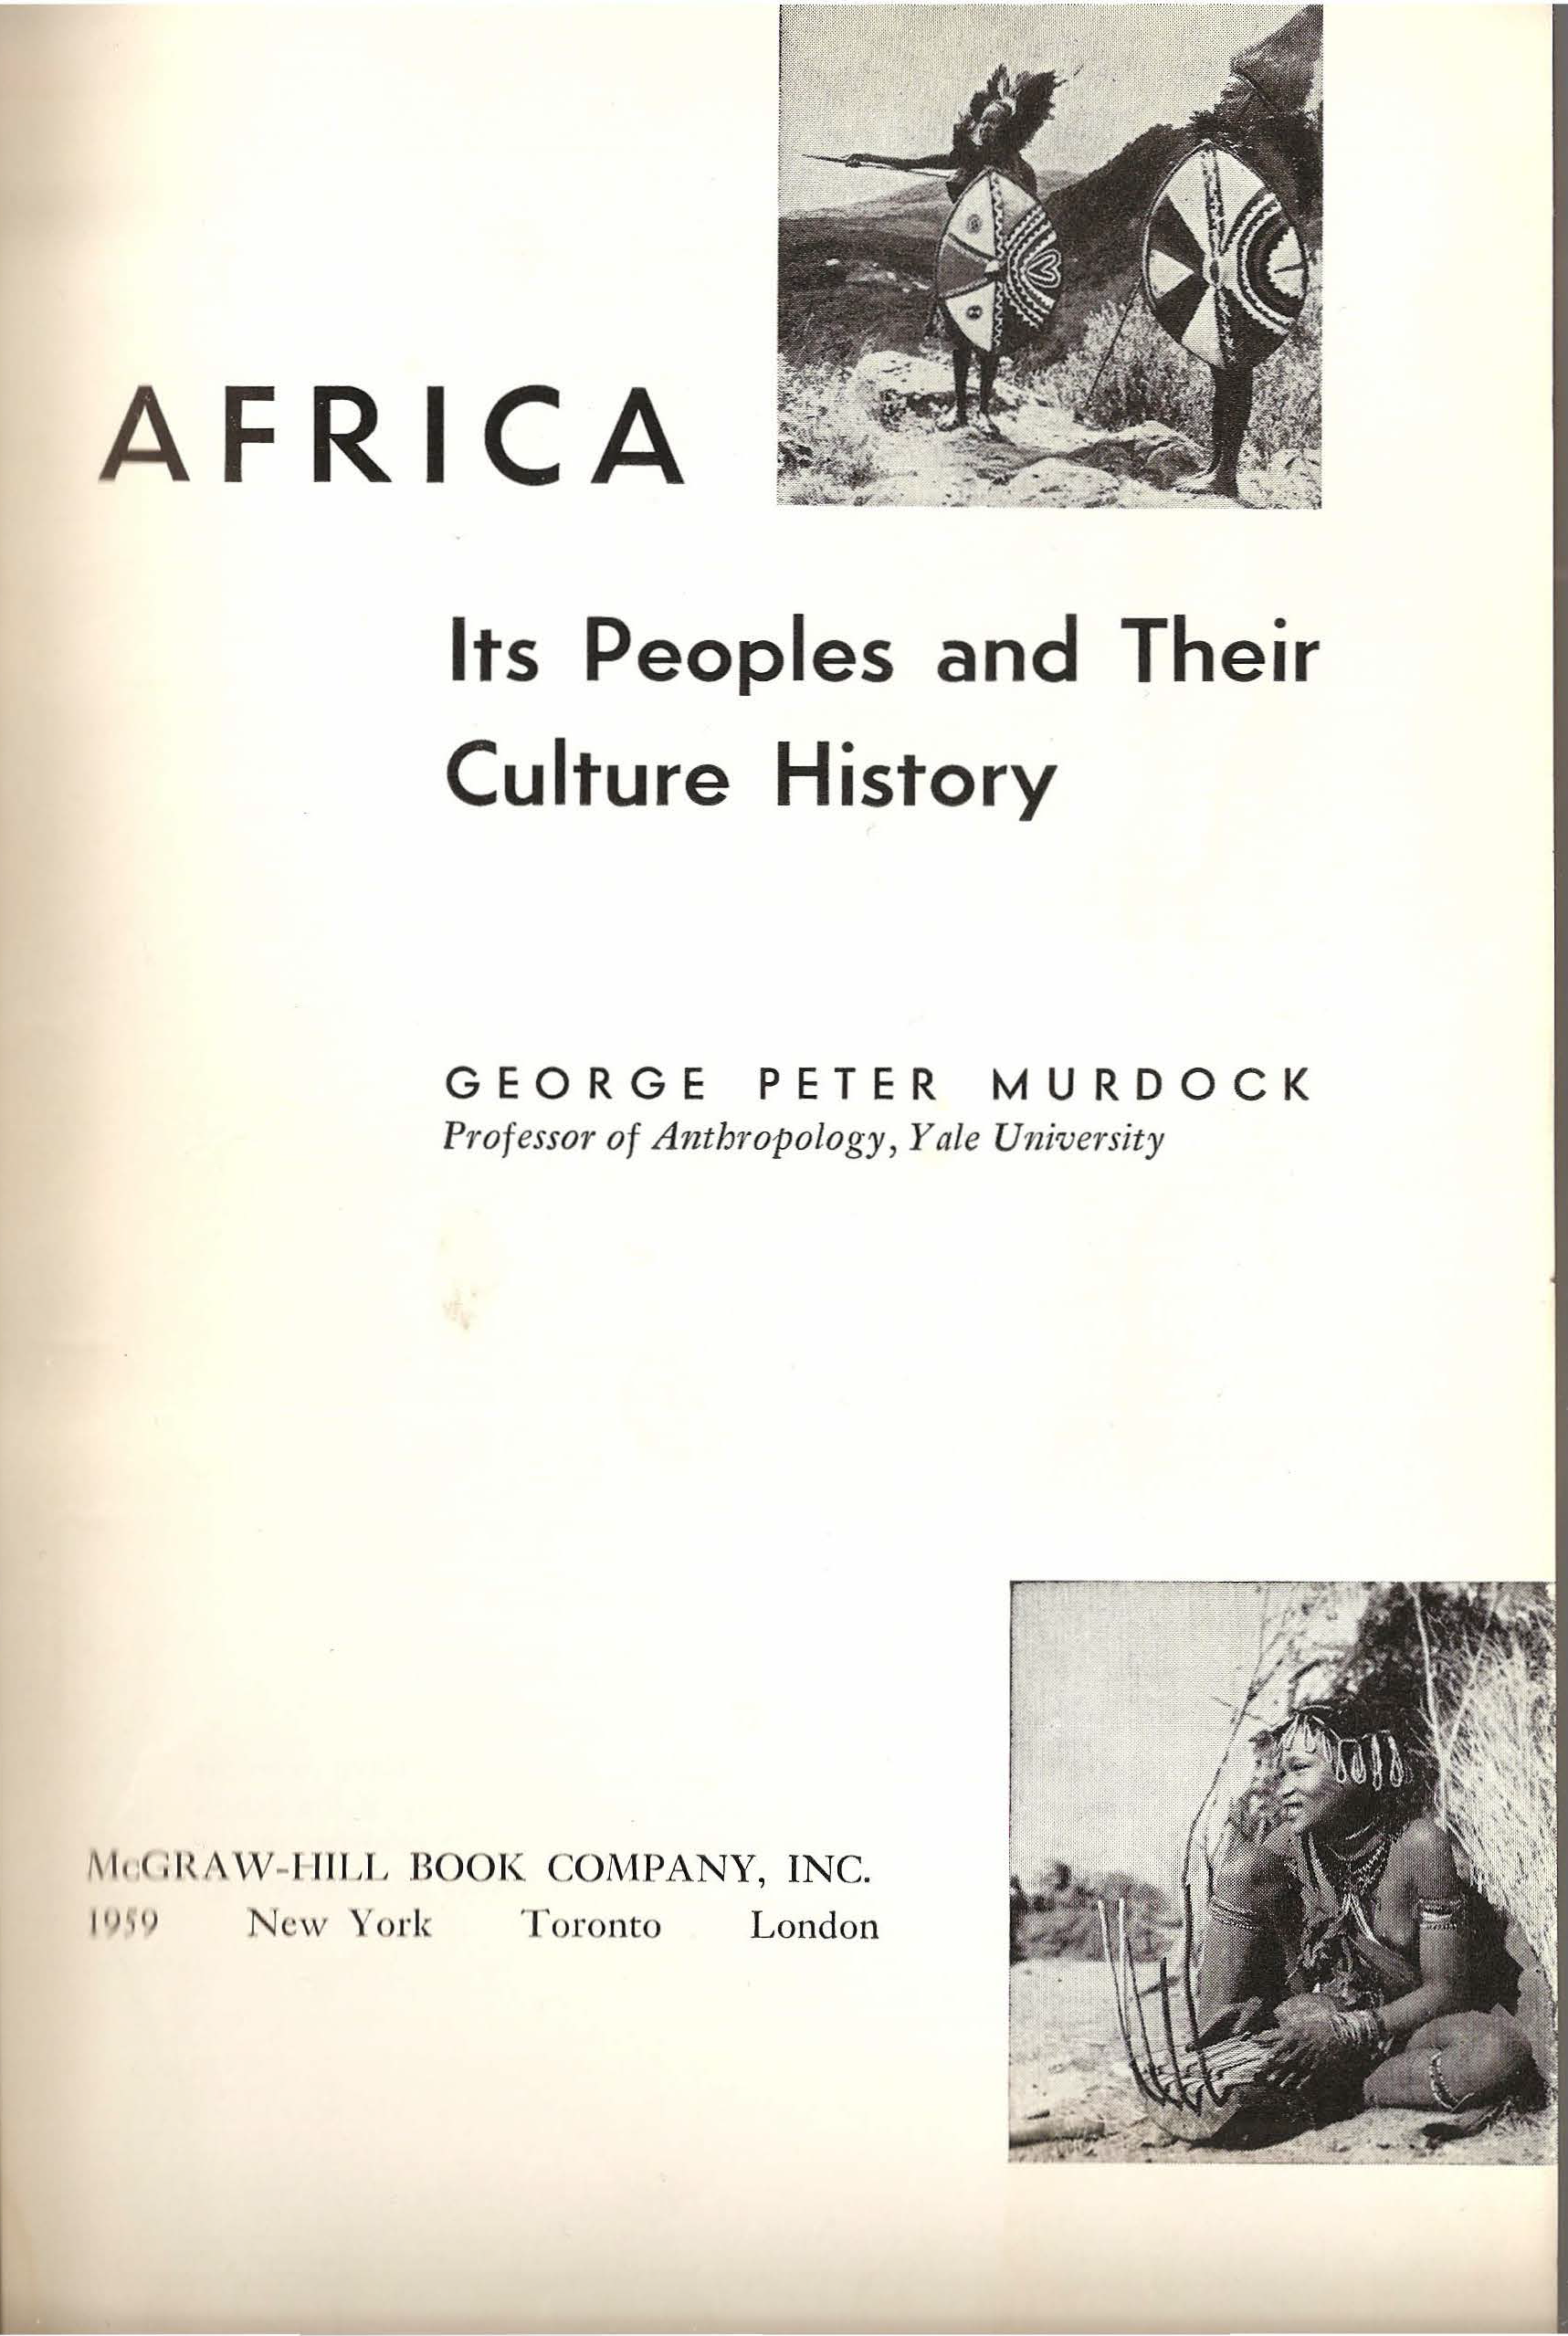 AFRICA
Its Peoples and Their
Culture History
GEORGE PETER MURDOCK
Professor of Anthropology, Yale University
McGRAW-HILL BOOK COMPANY, INC.
1959 New York Toronto London